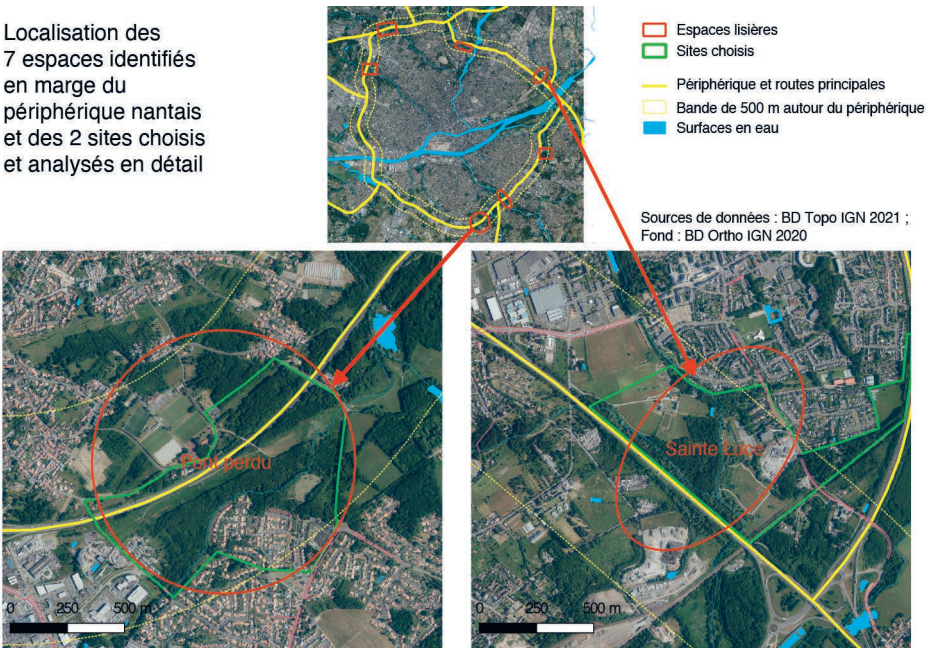 Localisation des
7 espaces identifiés
en marge du
périphérique nantais
et des 2 sites choisis
et analysés en détail
Espaces lisières
Sites choisis
Périphérique et routes principales
Bande de 500 m autour du périphérique
Surfaces en eau
Sources de données : BD Topo IGN 2021 ;
Fond : BD Ortho IGN 2020
Pont perdu
0 250 500 m
Sainte Luce
0 250 500 m